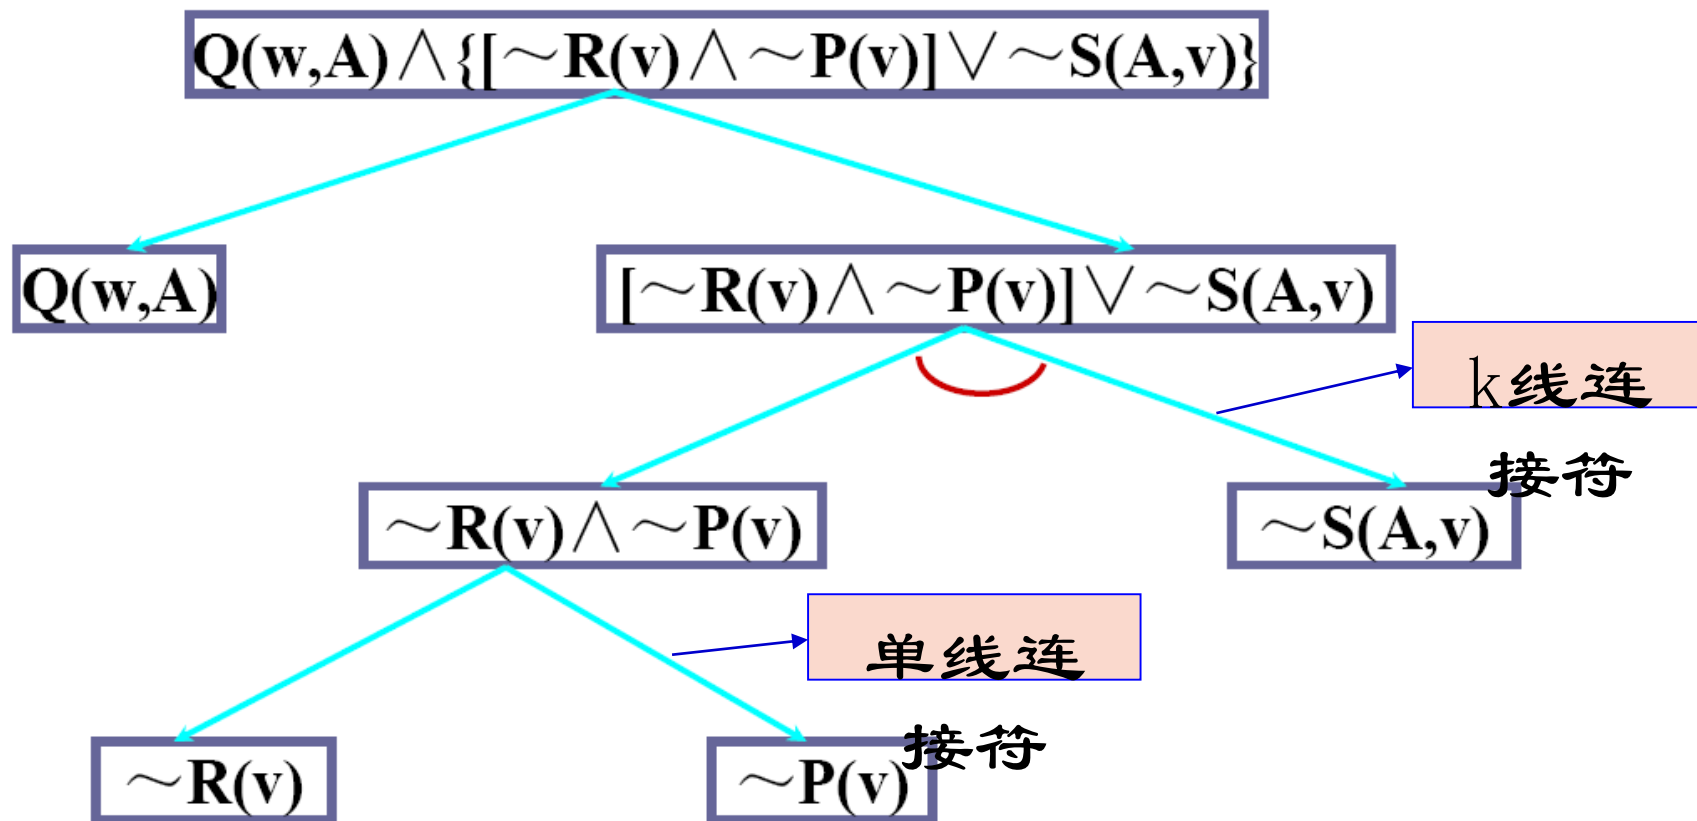 Q(w,A)∧{[～R(v)∧～P(v)]∨～S(A,v)}
Q(w,A)
[～R(v)∧～P(v)]∨～S(A,v)
k线连
接符
～R(v)∧～P(v)
～S(A,v)
单线连
接符
～R(v)
～P(v)